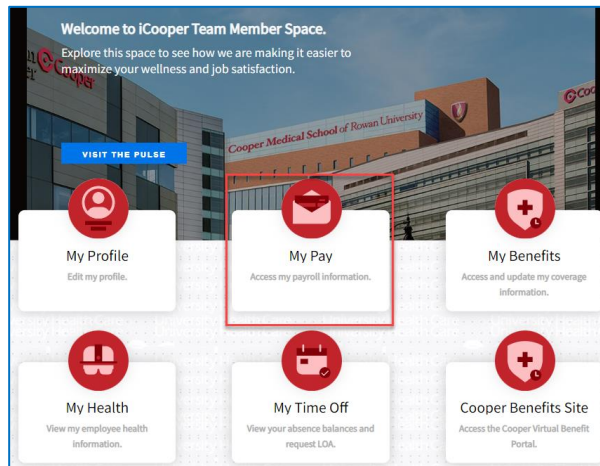 Welcome to iCooper Team Member Space.
Explore this space to see how we are making it easier to
maximize your wellness and job satisfaction.
Cooper
Cooper Medical School of Rowan University
VISIT THE PULSE
My Profile
Edit my profile.
My Pay
Access my payroll information.
My Benefits
Access and update my coverage
information.
My Health
View my employee health
information.
My Time Off
View your absence balances and
request LOA.
Cooper Benefits Site
Access the Cooper Virtual Benefit
Portal.